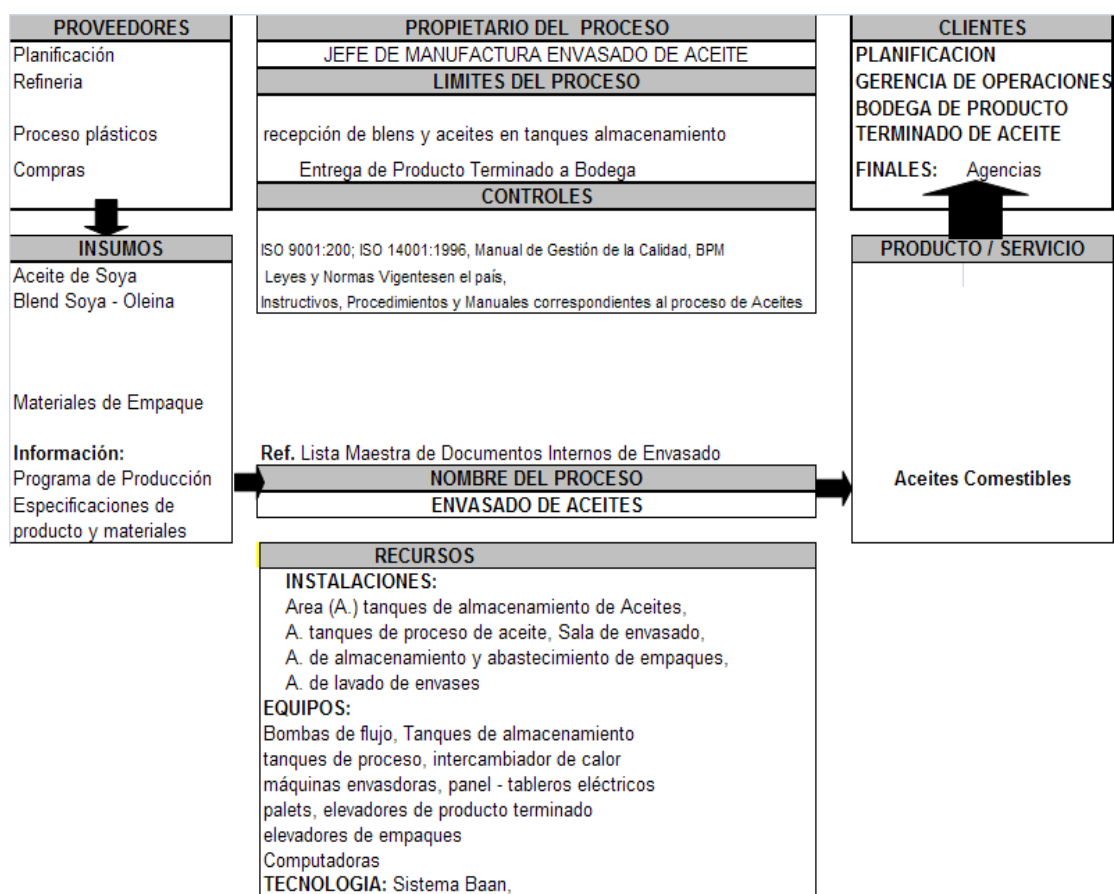 PROVEEDORES
Planificación
Refineria
Proceso plásticos
Compras
INSUMOS
Aceite de Soya
Blend Soya - Oleina
Materiales de Empaque
Información:
Programa de Producción
Especificaciones de
producto y materiales
PROPIETARIO DEL PROCESO
JEFE DE MANUFACTURA ENVASADO DE ACEITE
LIMITES DEL PROCESO
recepción de blens y aceites en tanques almacenamiento
Entrega de Producto Terminado a Bodega
CONTROLES
ISO 9001:200; ISO 14001:1996, Manual de Gestión de la Calidad, BPM
Leyes y Normas Vigentesen el país,
Instructivos, Procedimientos y Manuales correspondientes al proceso de Aceites
Ref. Lista Maestra de Documentos Internos de Envasado
NOMBRE DEL PROCESO
ENVASADO DE ACEITES
RECURSOS
INSTALACIONES:
Area (A.) tanques de almacenamiento de Aceites,
A. tanques de proceso de aceite, Sala de envasado,
A. de almacenamiento y abastecimiento de empaques,
A. de lavado de envases
EQUIPOS:
Bombas de flujo, Tanques de almacenamiento
tanques de proceso, intercambiador de calor
máquinas envasdoras, panel - tableros eléctricos
palets, elevadores de producto terminado
elevadores de empaques
Computadoras
TECNOLOGIA: Sistema Baan,
CLIENTES
PLANIFICACION
GERENCIA DE OPERACIONES
BODEGA DE PRODUCTO
TERMINADO DE ACEITE
FINALES: Agencias
PRODUCTO / SERVICIO
Aceites Comestibles